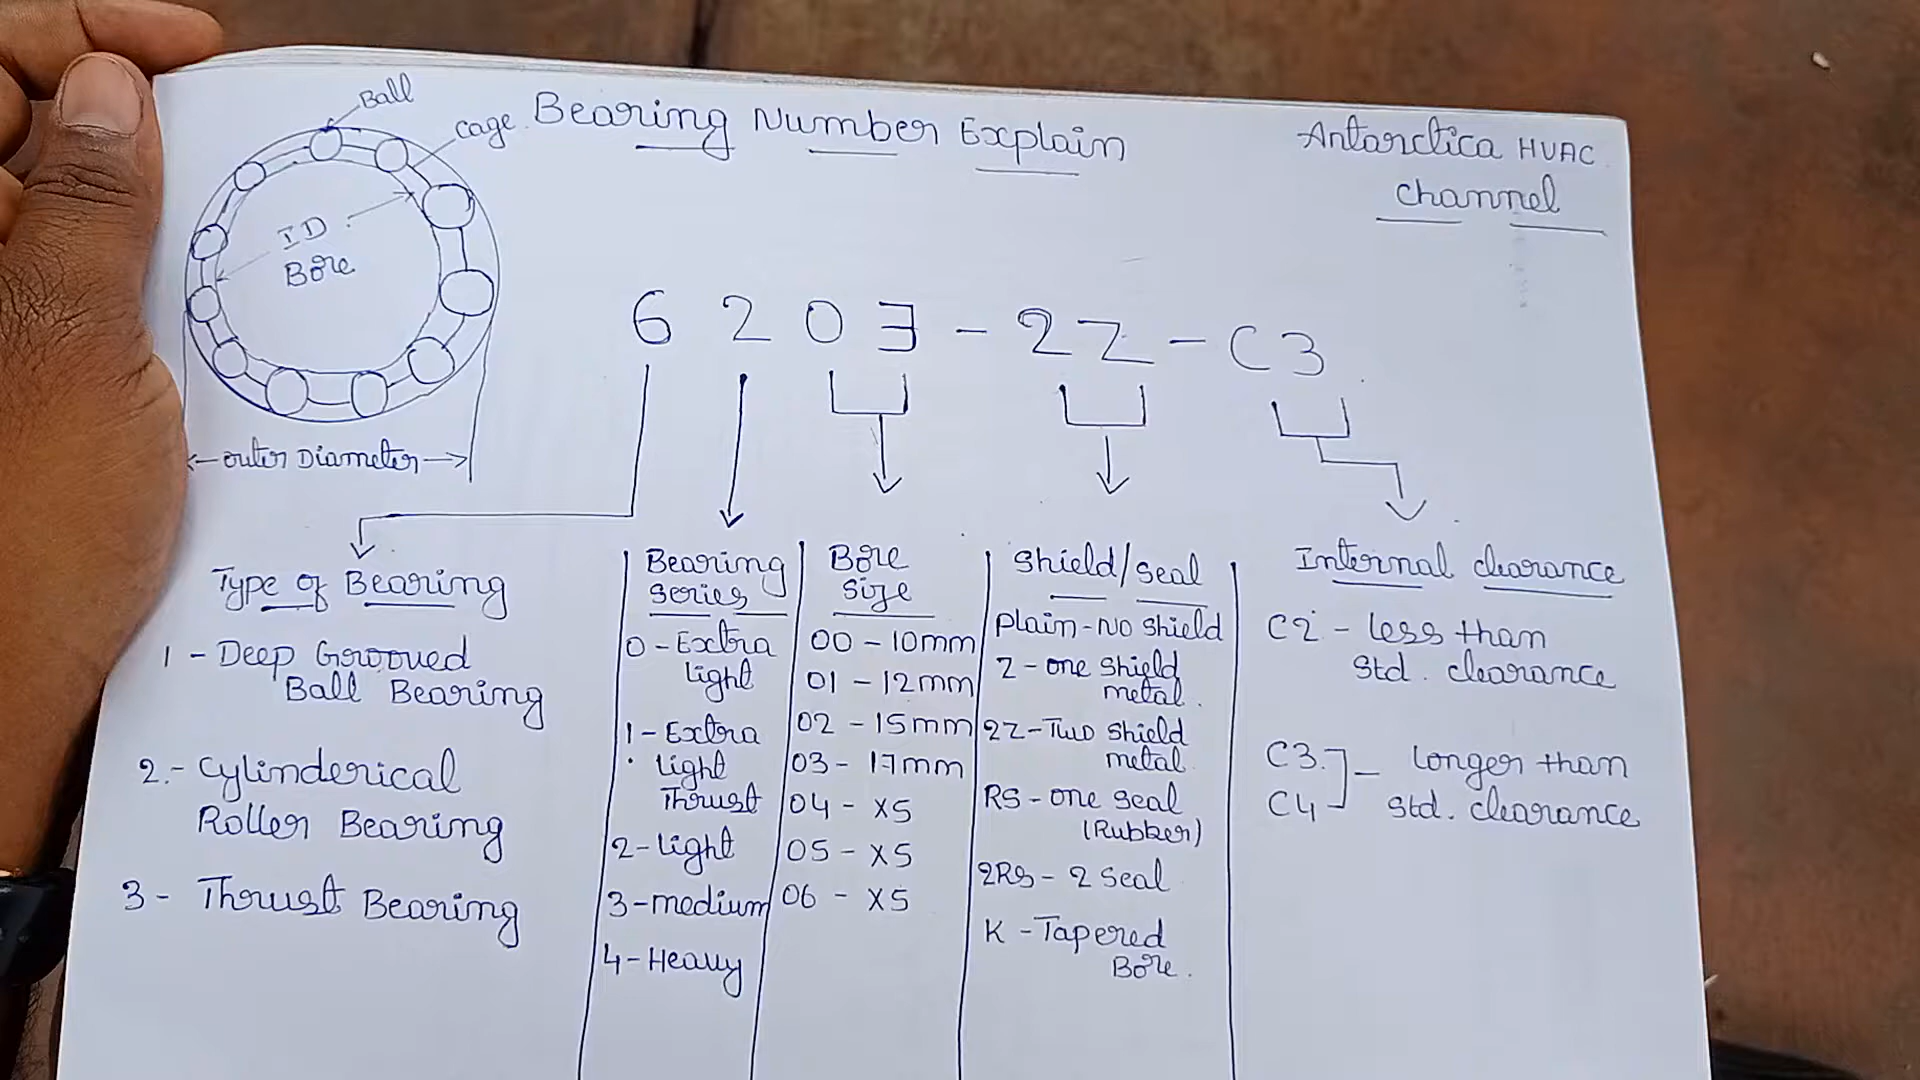 Ball
cage
Bearing Number Explain
Antarctica HVAC
channel
ID
Bore
6 2 0 3 - 2Z - C3
outer Diameter
Type of Bearing
1 - Deep Grooved
Ball Bearing
2.- Cylinderical
Roller Bearing
3 - Thrust Bearing
Bearing
series
0 - Extra
light
1 - Extra
light
Thrust
2 - light
3 - medium
4 - Heavy
Bore
Size
00 - 10mm
01 - 12mm
02 - 15mm
03 - 17mm
04 - X5
05 - X5
06 - X5
Shield/seal
Plain - No shield
Z - one shield
metal.
2Z - Two shield
metal.
RS - one seal
(Rubber)
2RS - 2 seal
K - Tapered
Bore.
Internal clearance
C2 - less than
std. clearance
C3.
C4
- longer than
std. clearance